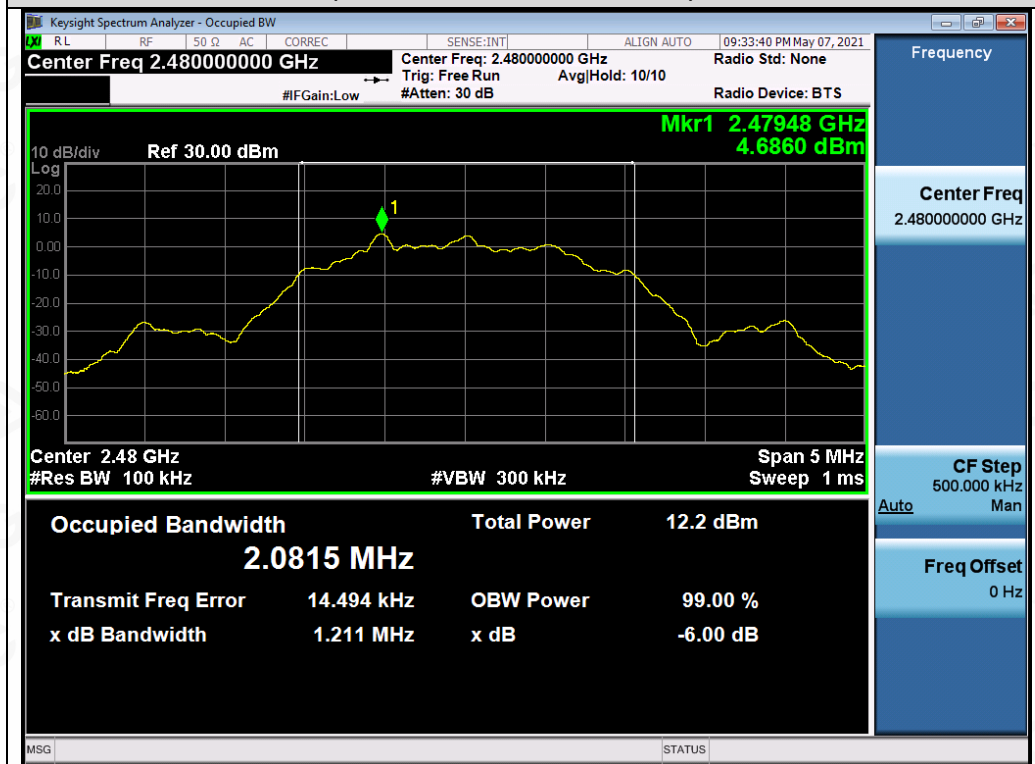 Keysight Spectrum Analyzer - Occupied BW
LXI RL RF 50 Ω AC CORREC SENSE:INT ALIGN AUTO 09:33:40 PM May 07, 2021
Center Freq 2.480000000 GHz
Center Freq: 2.480000000 GHz Radio Std: None
Trig: Free Run Avg|Hold: 10/10
#IFGain:Low #Atten: 30 dB Radio Device: BTS
Mkr1 2.47948 GHz
4.6860 dBm
10 dB/div Ref 30.00 dBm
Log
20.0
10.0
0.00
-10.0
-20.0
-30.0
-40.0
-50.0
-60.0
1
Center 2.48 GHz Span 5 MHz
#Res BW 100 kHz #VBW 300 kHz Sweep 1 ms
Occupied Bandwidth Total Power 12.2 dBm
2.0815 MHz
Transmit Freq Error 14.494 kHz OBW Power 99.00 %
x dB Bandwidth 1.211 MHz x dB -6.00 dB
Frequency
Center Freq
2.480000000 GHz
CF Step
500.000 kHz
Auto Man
Freq Offset
0 Hz
MSG STATUS